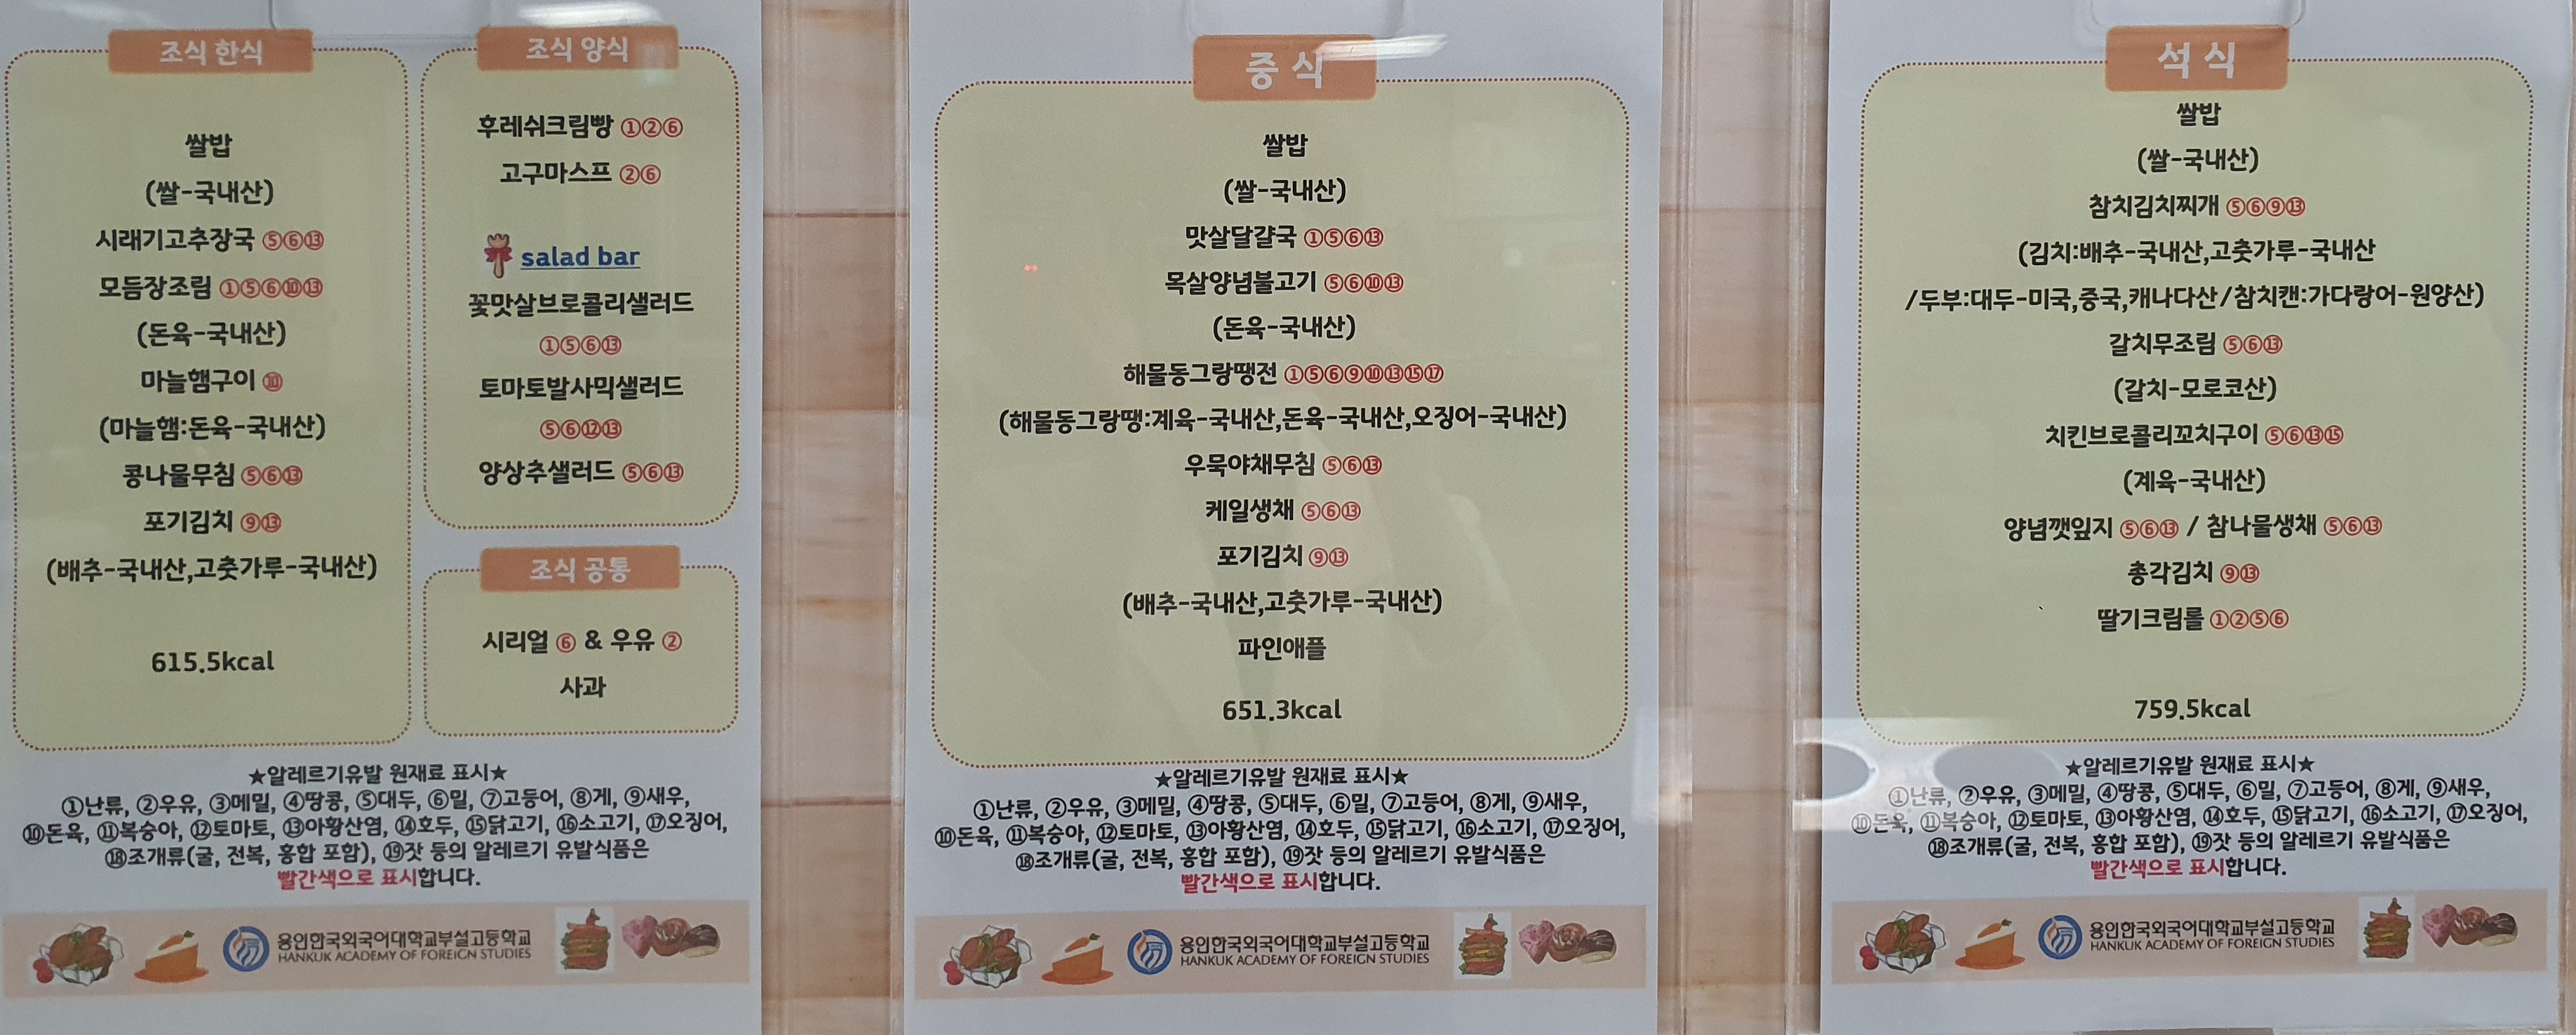 조식 한식
쌀밥
(쌀-국내산)
시래기고추장국 ⑤⑥⑬
모듬장조림 ①⑤⑥⑩⑬
(돈육-국내산)
마늘햄구이 ⑩
(마늘햄:돈육-국내산)
콩나물무침 ⑤⑥⑬
포기김치 ⑨⑬
(배추-국내산,고춧가루-국내산)
615.5kcal
조식 양식
후레쉬크림빵 ①②⑥
고구마스프 ②⑥
salad bar
꽃맛살브로콜리샐러드
①⑤⑥⑬
토마토발사믹샐러드
⑤⑥⑫⑬
양상추샐러드 ⑤⑥⑬
조식 공통
시리얼 ⑥ & 우유 ②
사과
★알레르기유발 원재료 표시★
①난류, ②우유, ③메밀, ④땅콩, ⑤대두, ⑥밀, ⑦고등어, ⑧게, ⑨새우,
⑩돈육, ⑪복숭아, ⑫토마토, ⑬아황산염, ⑭호두, ⑮닭고기, ⑯소고기, ⑰오징어,
⑱조개류(굴, 전복, 홍합 포함), ⑲잣 등의 알레르기 유발식품은
빨간색으로 표시합니다.
용인한국외국어대학교부설고등학교
HANKUK ACADEMY OF FOREIGN STUDIES
중 식
쌀밥
(쌀-국내산)
맛살달걀국 ①⑤⑥⑬
목살양념불고기 ⑤⑥⑩⑬
(돈육-국내산)
해물동그랑땡전 ①⑤⑥⑨⑩⑬⑮⑰
(해물동그랑땡:계육-국내산,돈육-국내산,오징어-국내산)
우묵야채무침 ⑤⑥⑬
케일생채 ⑤⑥⑬
포기김치 ⑨⑬
(배추-국내산,고춧가루-국내산)
파인애플
651.3kcal
★알레르기유발 원재료 표시★
①난류, ②우유, ③메밀, ④땅콩, ⑤대두, ⑥밀, ⑦고등어, ⑧게, ⑨새우,
⑩돈육, ⑪복숭아, ⑫토마토, ⑬아황산염, ⑭호두, ⑮닭고기, ⑯소고기, ⑰오징어,
⑱조개류(굴, 전복, 홍합 포함), ⑲잣 등의 알레르기 유발식품은
빨간색으로 표시합니다.
용인한국외국어대학교부설고등학교
HANKUK ACADEMY OF FOREIGN STUDIES
석 식
쌀밥
(쌀-국내산)
참치김치찌개 ⑤⑥⑨⑬
(김치:배추-국내산,고춧가루-국내산
/두부:대두-미국,중국,캐나다산/참치캔:가다랑어-원양산)
갈치무조림 ⑤⑥⑬
(갈치-모로코산)
치킨브로콜리꼬치구이 ⑤⑥⑬⑮
(계육-국내산)
양념깻잎지 ⑤⑥⑬ / 참나물생채 ⑤⑥⑬
총각김치 ⑨⑬
딸기크림롤 ①②⑤⑥
759.5kcal
★알레르기유발 원재료 표시★
①난류, ②우유, ③메밀, ④땅콩, ⑤대두, ⑥밀, ⑦고등어, ⑧게, ⑨새우,
⑩돈육, ⑪복숭아, ⑫토마토, ⑬아황산염, ⑭호두, ⑮닭고기, ⑯소고기, ⑰오징어,
⑱조개류(굴, 전복, 홍합 포함), ⑲잣 등의 알레르기 유발식품은
빨간색으로 표시합니다.
용인한국외국어대학교부설고등학교
HANKUK ACADEMY OF FOREIGN STUDIES